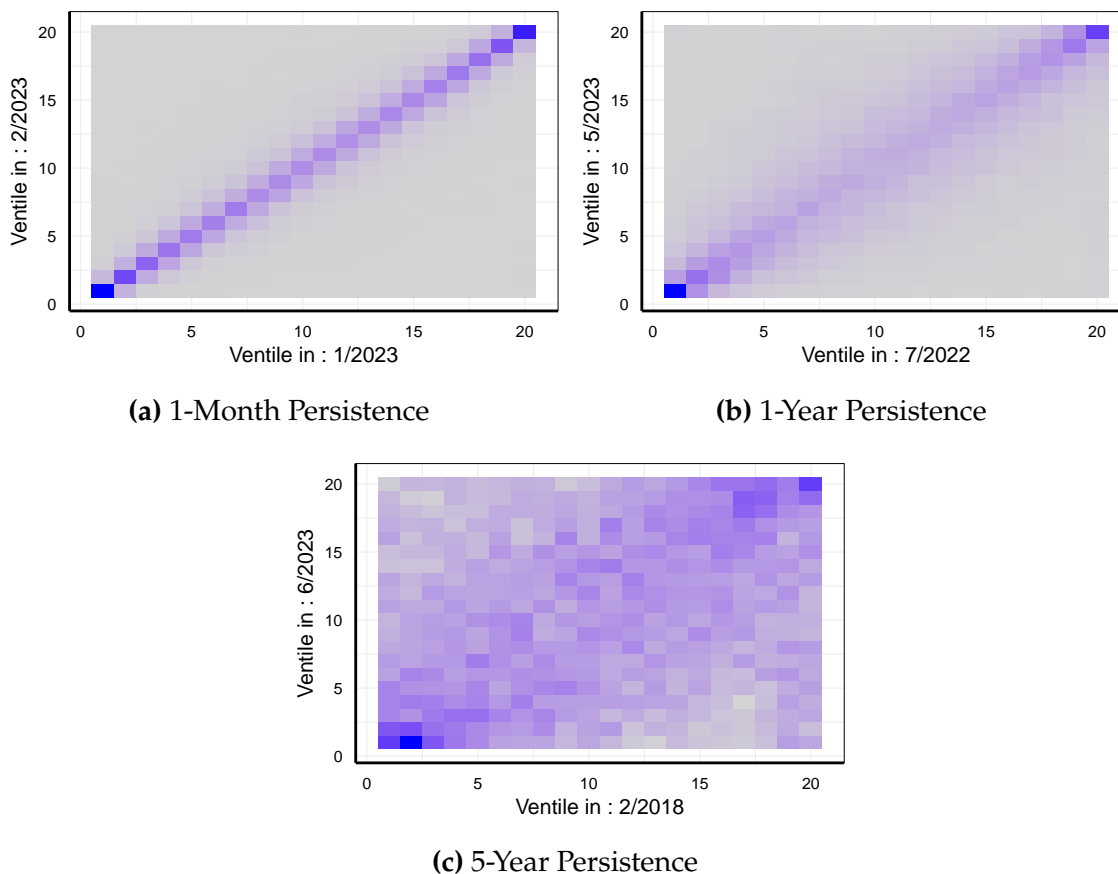 20
15
10
5
0
Ventile in : 2/2023
0 5 10 15 20
Ventile in : 1/2023
(a) 1-Month Persistence
20
15
10
5
0
Ventile in : 5/2023
0 5 10 15 20
Ventile in : 7/2022
(b) 1-Year Persistence
20
15
10
5
0
Ventile in : 6/2023
0 5 10 15 20
Ventile in : 2/2018
(c) 5-Year Persistence